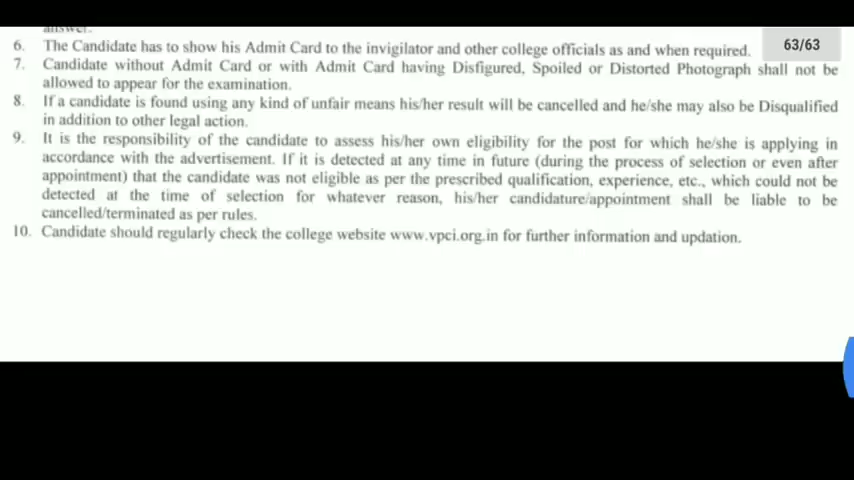 answer.
6. The Candidate has to show his Admit Card to the invigilator and other college officials as and when required.
63/63
7. Candidate without Admit Card or with Admit Card having Disfigured, Spoiled or Distorted Photograph shall not be
allowed to appear for the examination.
8. If a candidate is found using any kind of unfair means his/her result will be cancelled and he/she may also be Disqualified
in addition to other legal action.
9. It is the responsibility of the candidate to assess his/her own eligibility for the post for which he/she is applying in
accordance with the advertisement. If it is detected at any time in future (during the process of selection or even after
appointment) that the candidate was not eligible as per the prescribed qualification, experience, etc., which could not be
detected at the time of selection for whatever reason, his/her candidature/appointment shall be liable to be
cancelled/terminated as per rules.
10. Candidate should regularly check the college website www.vpci.org.in for further information and updation.